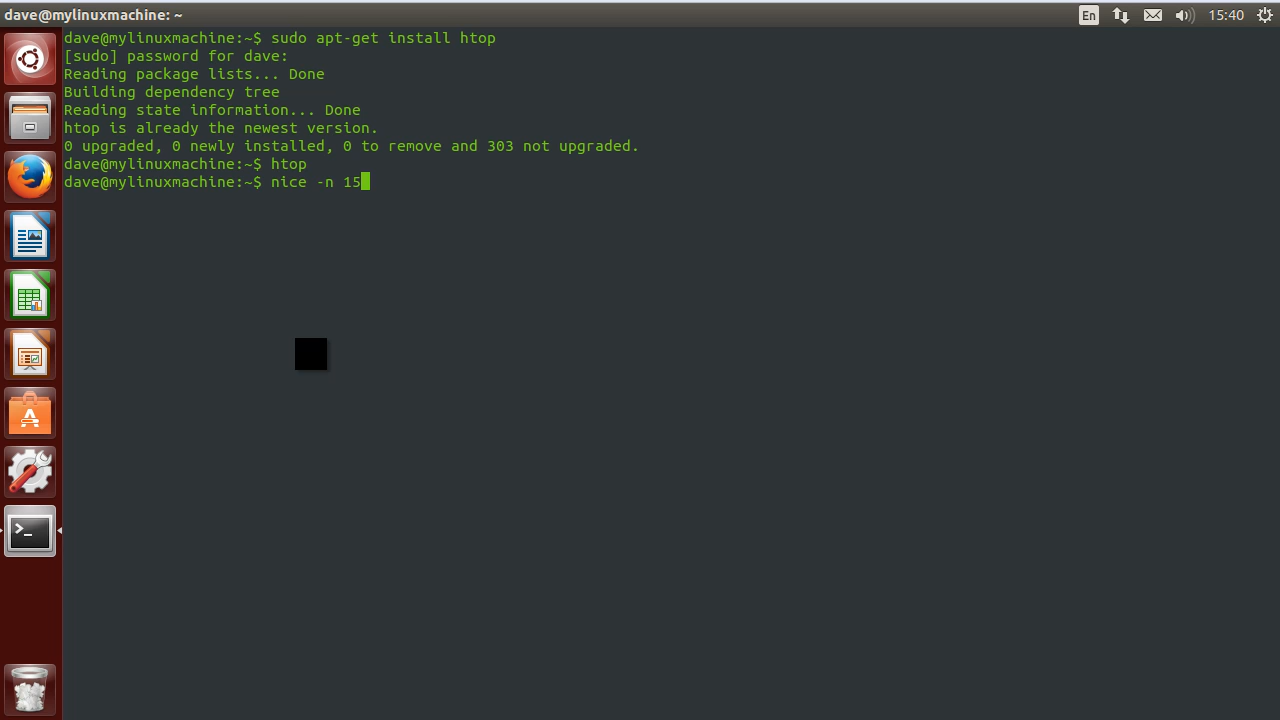 dave@mylinuxmachine: ~
En
15:40
dave@mylinuxmachine:~$ sudo apt-get install htop
[sudo] password for dave:
Reading package lists... Done
Building dependency tree
Reading state information... Done
htop is already the newest version.
0 upgraded, 0 newly installed, 0 to remove and 303 not upgraded.
dave@mylinuxmachine:~$ htop
dave@mylinuxmachine:~$ nice -n 15